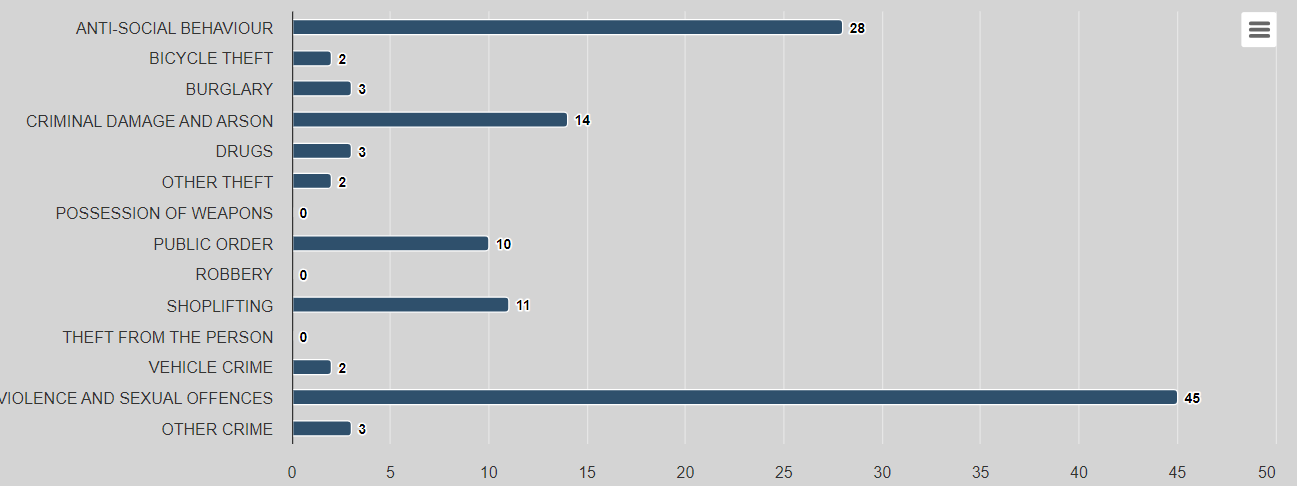 ANTI-SOCIAL BEHAVIOUR 28
BICYCLE THEFT 2
BURGLARY 3
CRIMINAL DAMAGE AND ARSON 14
DRUGS 3
OTHER THEFT 2
POSSESSION OF WEAPONS 0
PUBLIC ORDER 10
ROBBERY 0
SHOPLIFTING 11
THEFT FROM THE PERSON 0
VEHICLE CRIME 2
VIOLENCE AND SEXUAL OFFENCES 45
OTHER CRIME 3
0 5 10 15 20 25 30 35 40 45 50